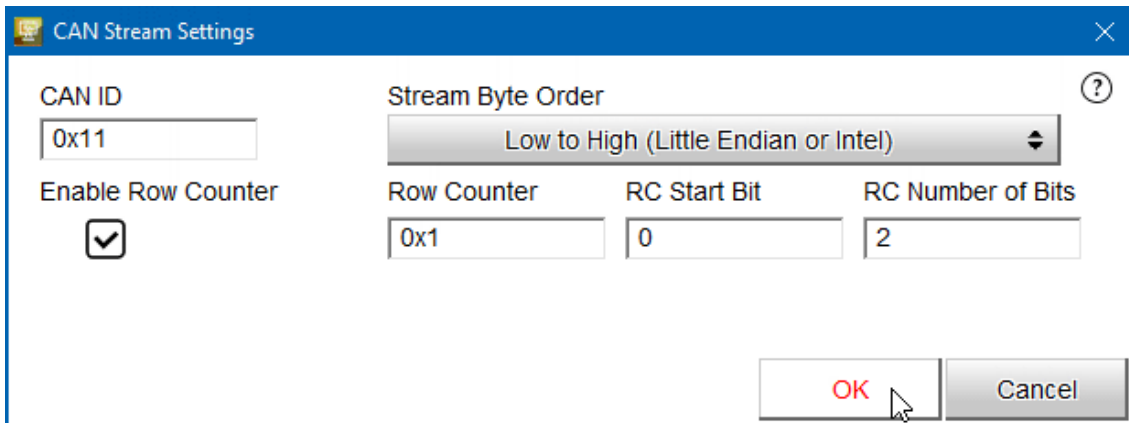 CAN Stream Settings
CAN ID
Stream Byte Order
?
0x11
Low to High (Little Endian or Intel)
Enable Row Counter
Row Counter
RC Start Bit
RC Number of Bits
0x1
0
2
OK
Cancel